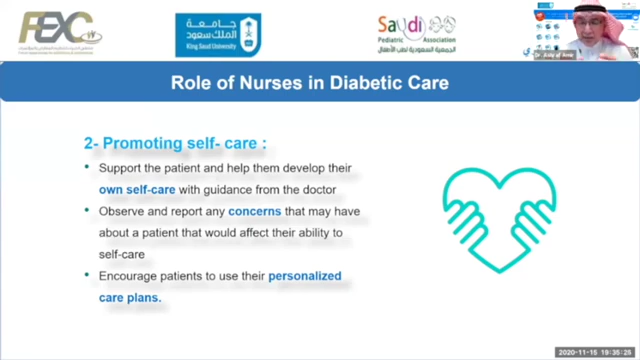 FEXC
جامعة
الملك سعود
King Saud University
Saudi
Pediatric Association
الجمعية السعودية لطب الأطفال
Role of Nurses in Diabetic Care
2- Promoting self- care :
• Support the patient and help them develop their
own self-care with guidance from the doctor
• Observe and report any concerns that may have
about a patient that would affect their ability to
self-care
• Encourage patients to use their personalized
care plans.
2020-11-15 19:35:25